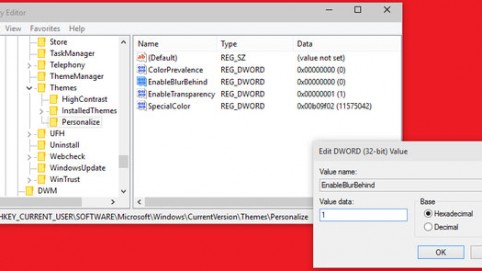 y Editor
View Favorites Help
Store
TaskManager
Telephony
ThemeManager
Themes
HighContrast
InstalledThemes
Personalize
UFH
Uninstall
Webcheck
WindowsUpdate
WinTrust
DWM
Name Type Data
(Default) REG_SZ (value not set)
ColorPrevalence REG_DWORD 0x00000000 (0)
EnableBlurBehind REG_DWORD 0x00000000 (0)
EnableTransparency REG_DWORD 0x00000001 (1)
SpecialColor REG_DWORD 0x00b09f02 (11575042)
HKEY_CURRENT_USER\SOFTWARE\Microsoft\Windows\CurrentVersion\Themes\Personalize
Edit DWORD (32-bit) Value
Value name:
EnableBlurBehind
Value data:
1
Base
Hexadecimal
Decimal
OK